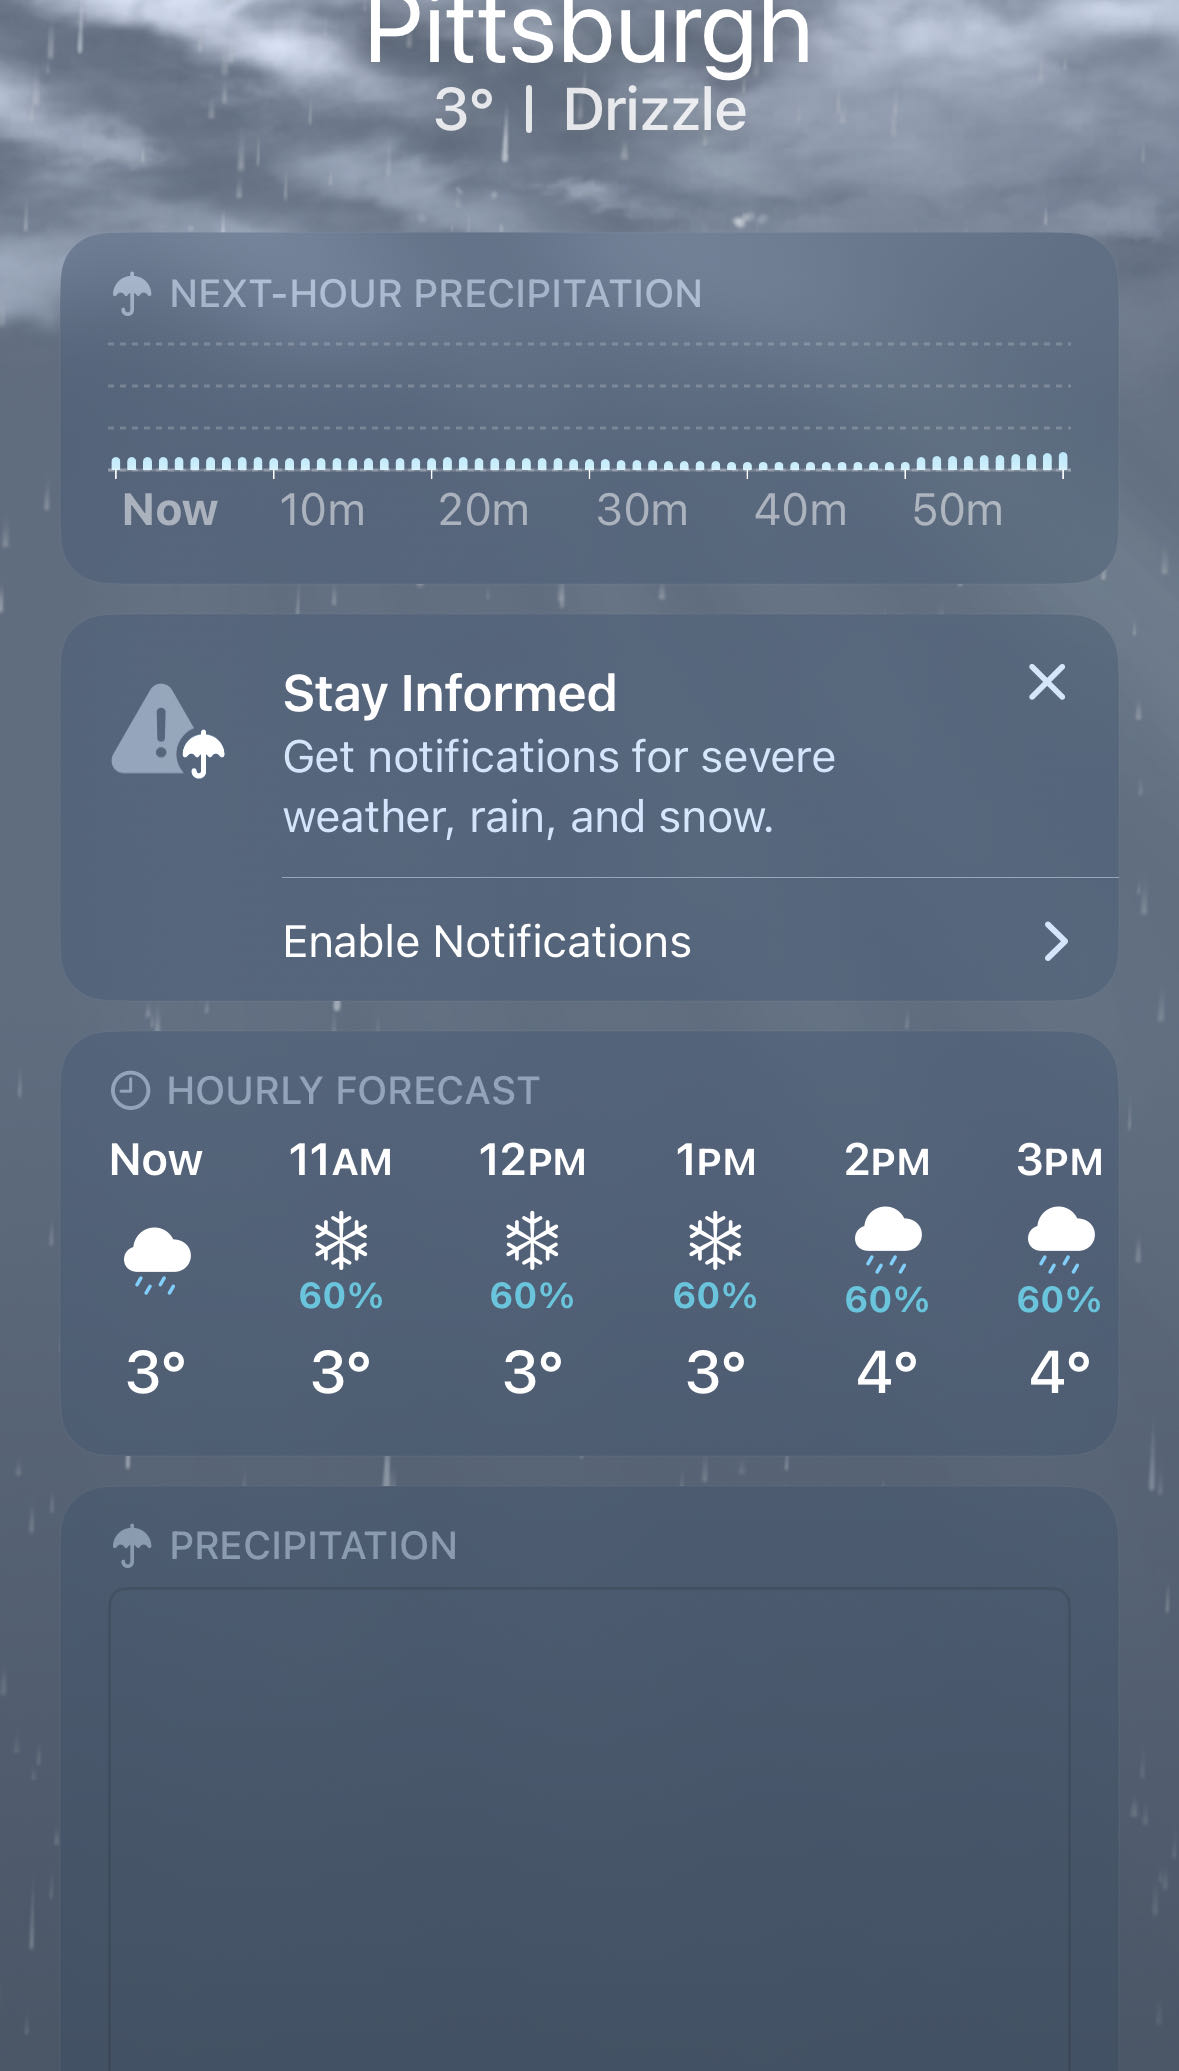 Pittsburgh
3° | Drizzle
NEXT-HOUR PRECIPITATION
Now 10m 20m 30m 40m 50m
Stay Informed
Get notifications for severe
weather, rain, and snow.
Enable Notifications
HOURLY FORECAST
Now 11AM 12PM 1PM 2PM 3PM
60% 60% 60% 60% 60%
3° 3° 3° 3° 4° 4°
PRECIPITATION